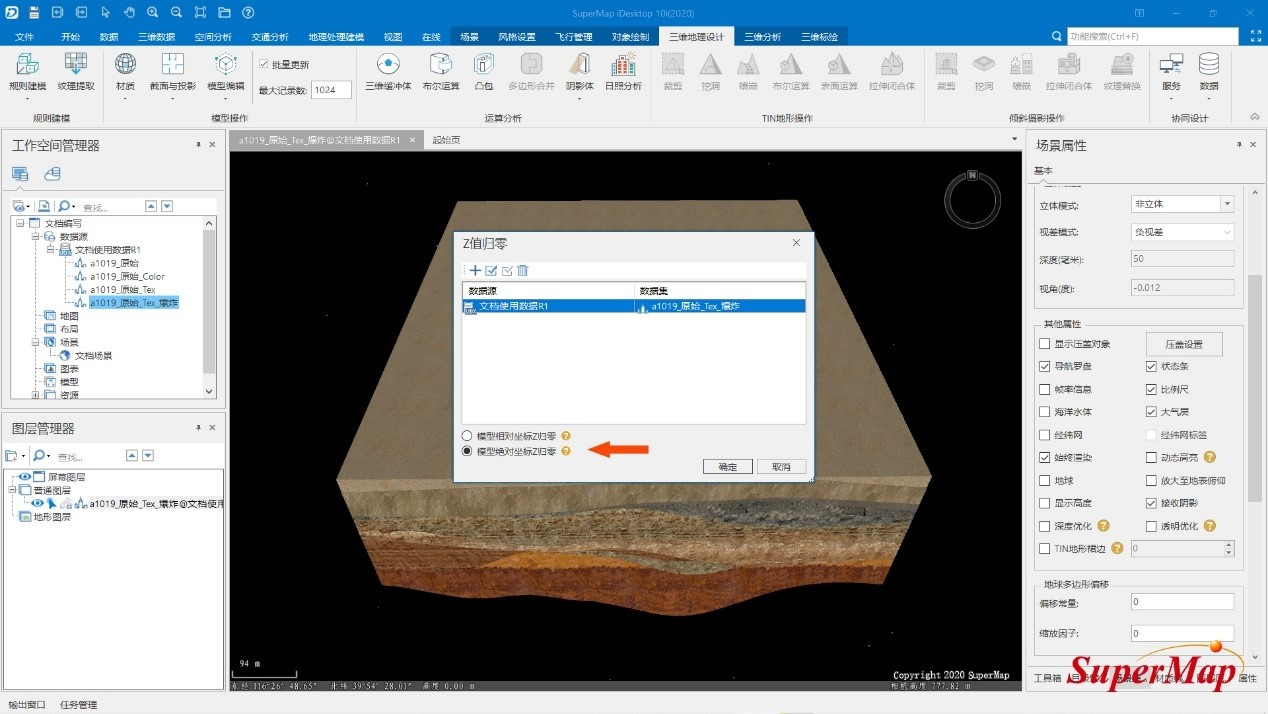 SuperMap iDesktop 10i(2020)
文件 开始 数据 三维数据 空间分析 交通分析 地理处理建模 视图 在线 场景 风格设置 飞行管理 对象绘制 三维地理设计 三维分析 三维标绘 功能搜索(Ctrl+F)
批量更新
最大记录数: 1024
规则建模 纹理提取 材质 截面与投影 模型编辑 三维缓冲体 布尔运算 凸包 多边形合并 阴影体 日照分析 裁剪 挖洞 镶嵌 布尔运算 表面运算 拉伸闭合体 裁剪 挖洞 镶嵌 拉伸闭合体 纹理替换 服务 数据
规则建模 模型操作 运算分析 TIN地形操作 倾斜摄影操作 协同设计
工作空间管理器
查找...
文档编写
数据源
文档使用数据R1
a1019_原始
a1019_原始_Color
a1019_原始_Tex
a1019_原始_Tex_爆炸
地图
布局
场景
文档场景
图表
模型
资源
图层管理器
查找...
屏幕图层
普通图层
a1019_原始_Tex_爆炸@文档使用
地形图层
a1019_原始_Tex_爆炸@文档使用数据R1 × 起始页
N
Z值归零
数据源 数据集
文档使用数据R1 a1019_原始_Tex_爆炸
模型相对坐标Z归零
模型绝对坐标Z归零
确定 取消
94 m
Copyright 2020 SuperMap
东经 116°26′48.65″ 北纬 39°54′28.01″ 高度 0.00 m 相机高度 777.82 m
场景属性
基本
立体模式: 非立体
视差模式: 负视差
深度(毫米): 50
视角(度): -0.012
其他属性
显示压盖对象 压盖设置
导航罗盘 状态条
帧率信息 比例尺
海洋水体 大气层
经纬网 经纬网标签
始终渲染 动态高亮
地球 放大至地表俯仰
显示高度 接收阴影
深度优化 透明优化
TIN地形裙边 0
地球多边形偏移
偏移常量: 0
缩放因子: 0
SuperMap
工具箱 属性
输出窗口 任务管理